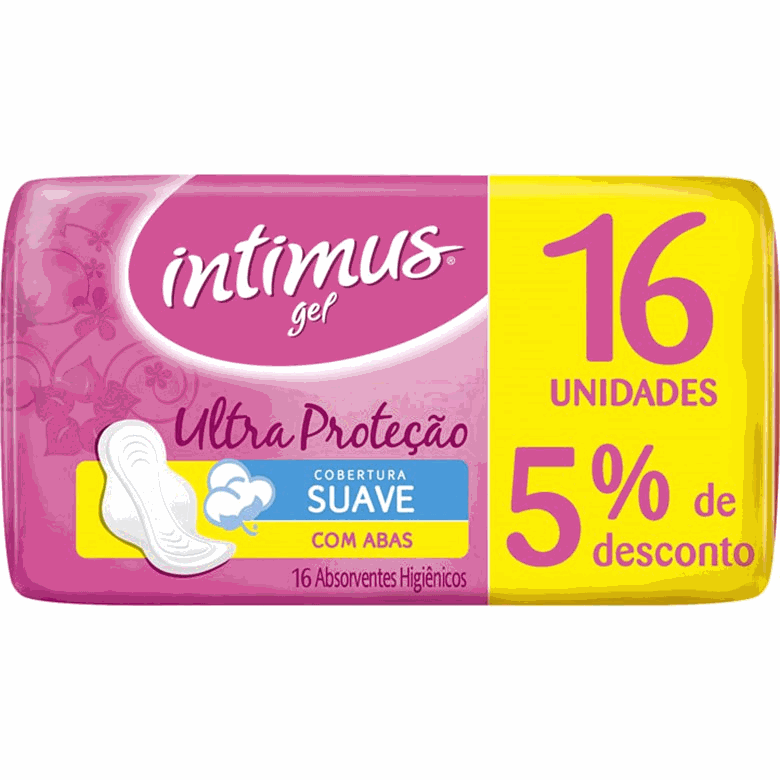 intimus®
gel
Ultra Proteção
COBERTURA
SUAVE
COM ABAS
16 Absorventes Higiênicos
16
UNIDADES
5% de
desconto